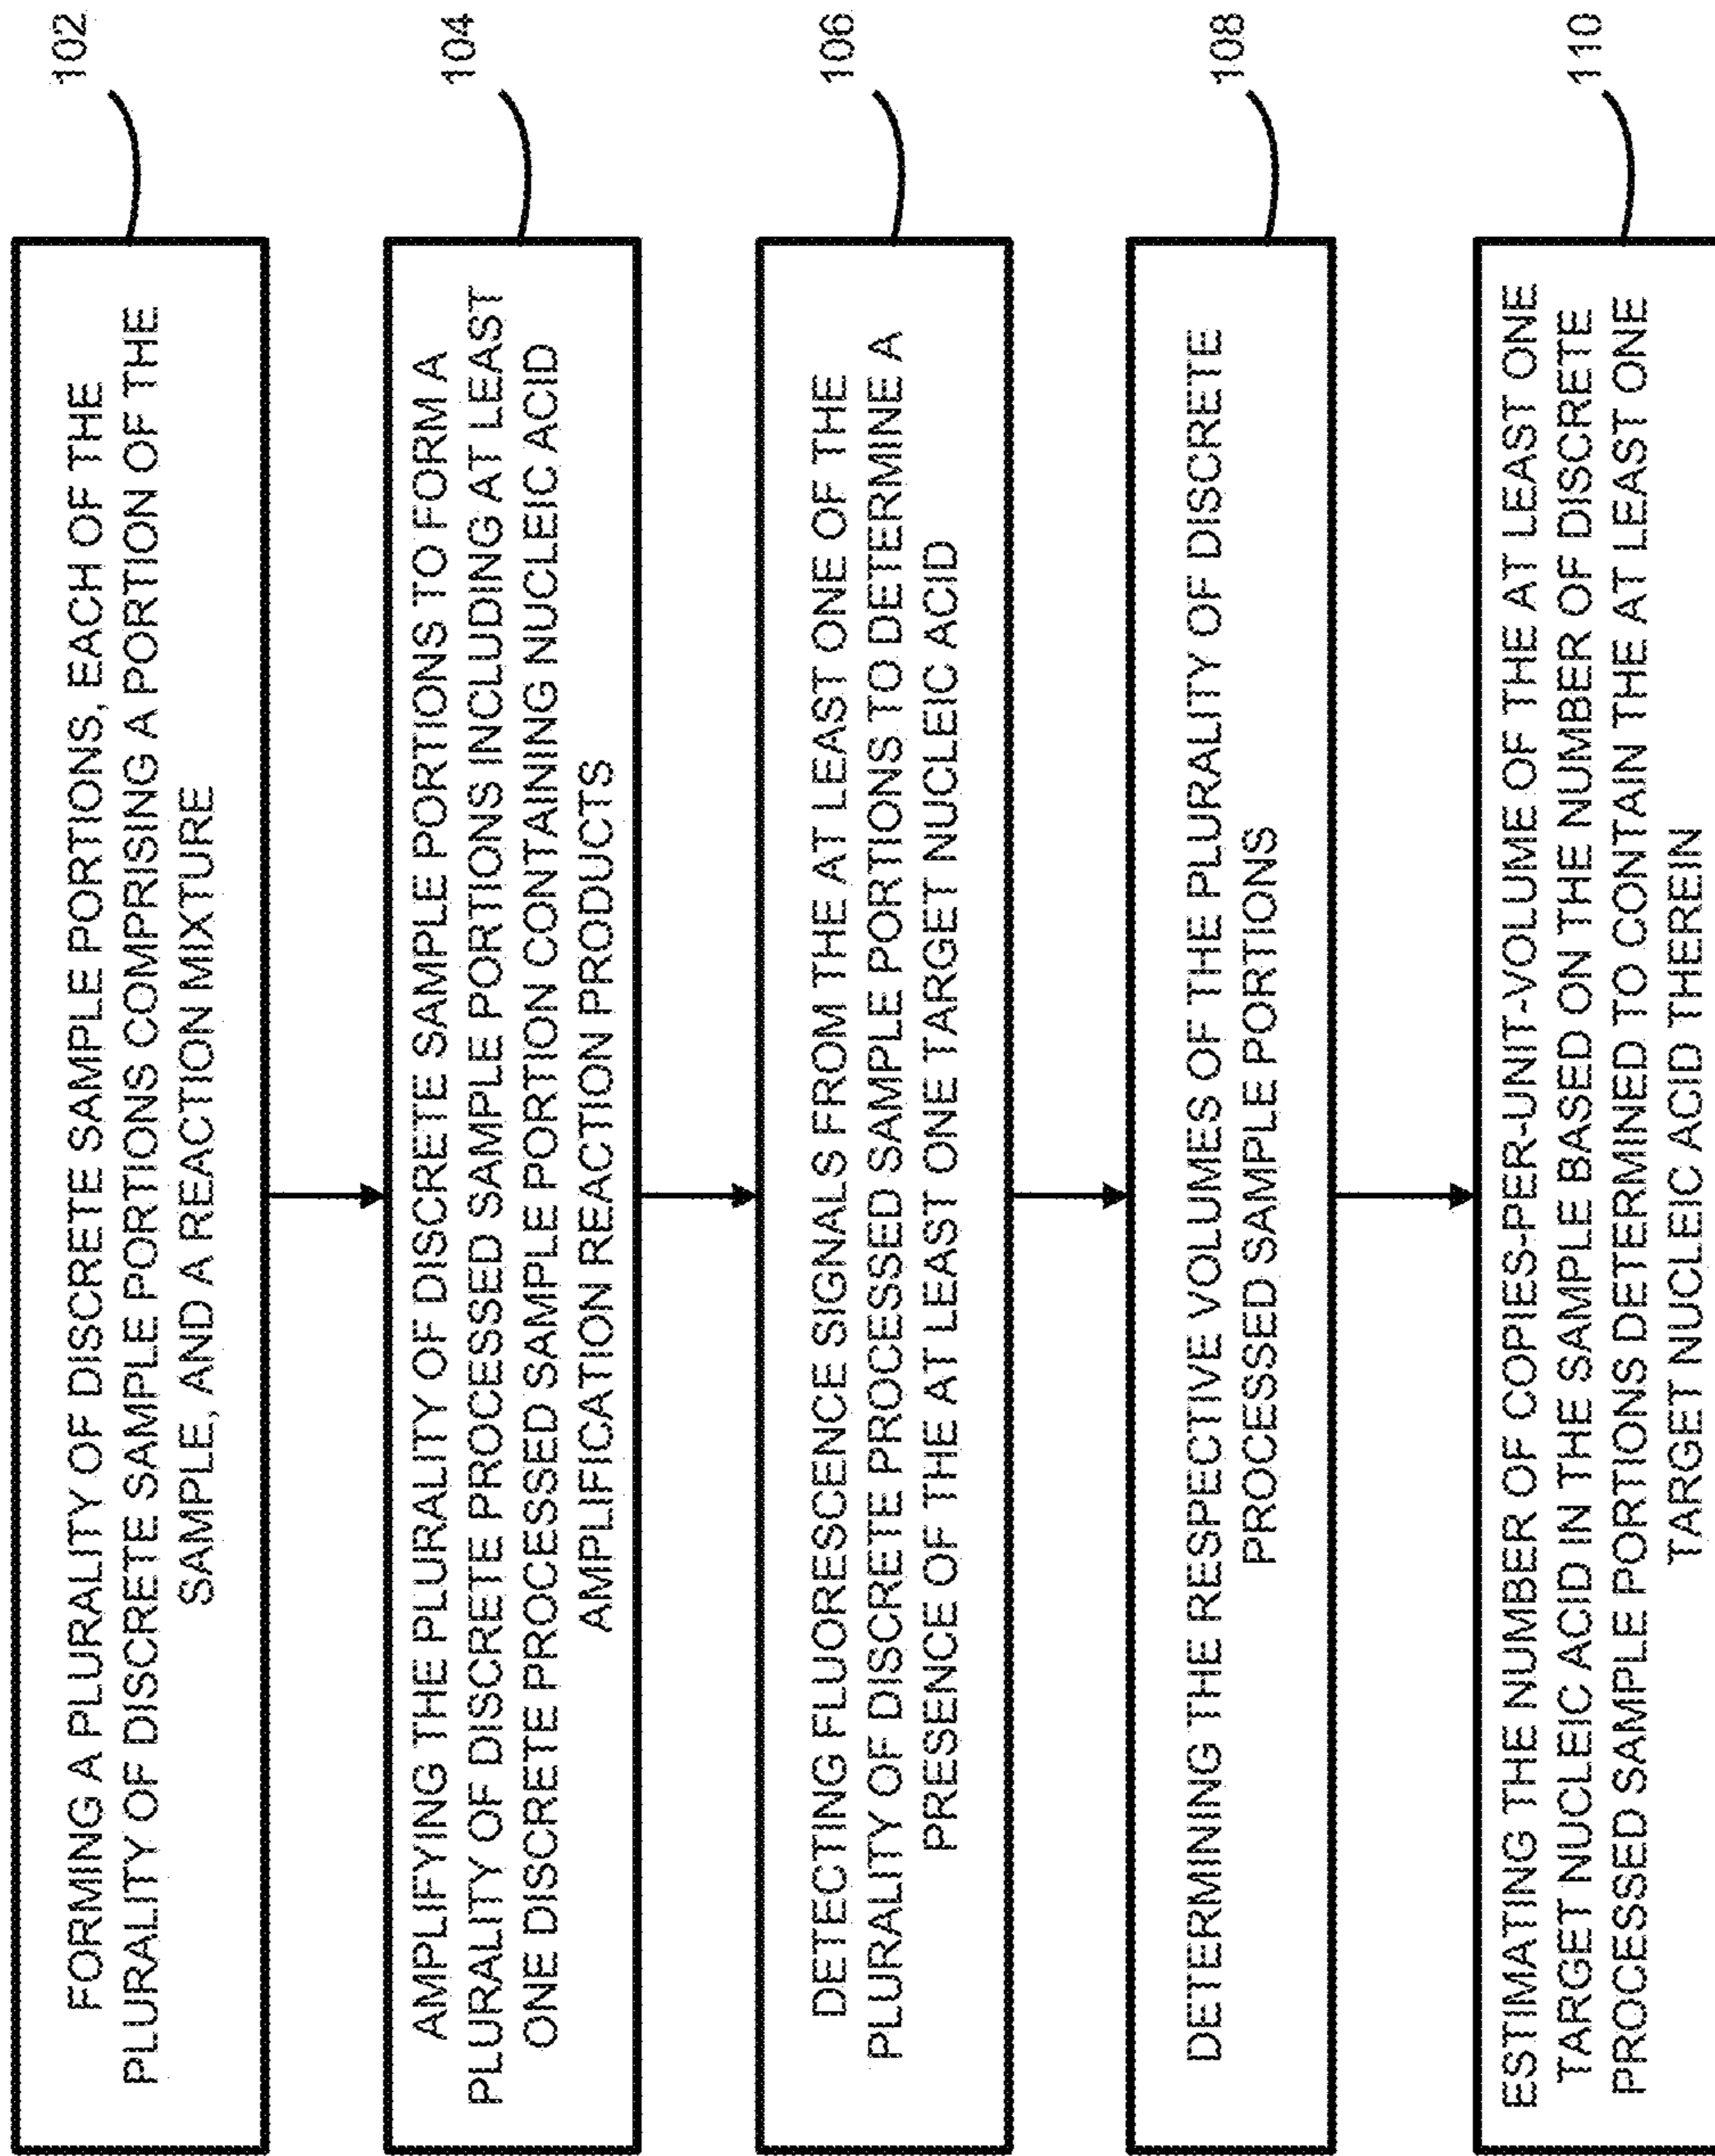 FORMING A PLURALITY OF DISCRETE SAMPLE PORTIONS, EACH OF THE
PLURALITY OF DISCRETE SAMPLE PORTIONS COMPRISING A PORTION OF THE
SAMPLE, AND A REACTION MIXTURE
102
AMPLIFYING THE PLURALITY OF DISCRETE SAMPLE PORTIONS TO FORM A
PLURALITY OF DISCRETE PROCESSED SAMPLE PORTIONS INCLUDING AT LEAST
ONE DISCRETE PROCESSED SAMPLE PORTION CONTAINING NUCLEIC ACID
AMPLIFICATION REACTION PRODUCTS
104
DETECTING FLUORESCENCE SIGNALS FROM THE AT LEAST ONE OF THE
PLURALITY OF DISCRETE PROCESSED SAMPLE PORTIONS TO DETERMINE A
PRESENCE OF THE AT LEAST ONE TARGET NUCLEIC ACID
106
DETERMINING THE RESPECTIVE VOLUMES OF THE PLURALITY OF DISCRETE
PROCESSED SAMPLE PORTIONS
108
ESTIMATING THE NUMBER OF COPIES-PER-UNIT-VOLUME OF THE AT LEAST ONE
TARGET NUCLEIC ACID IN THE SAMPLE BASED ON THE NUMBER OF DISCRETE
PROCESSED SAMPLE PORTIONS DETERMINED TO CONTAIN THE AT LEAST ONE
TARGET NUCLEIC ACID THEREIN
110